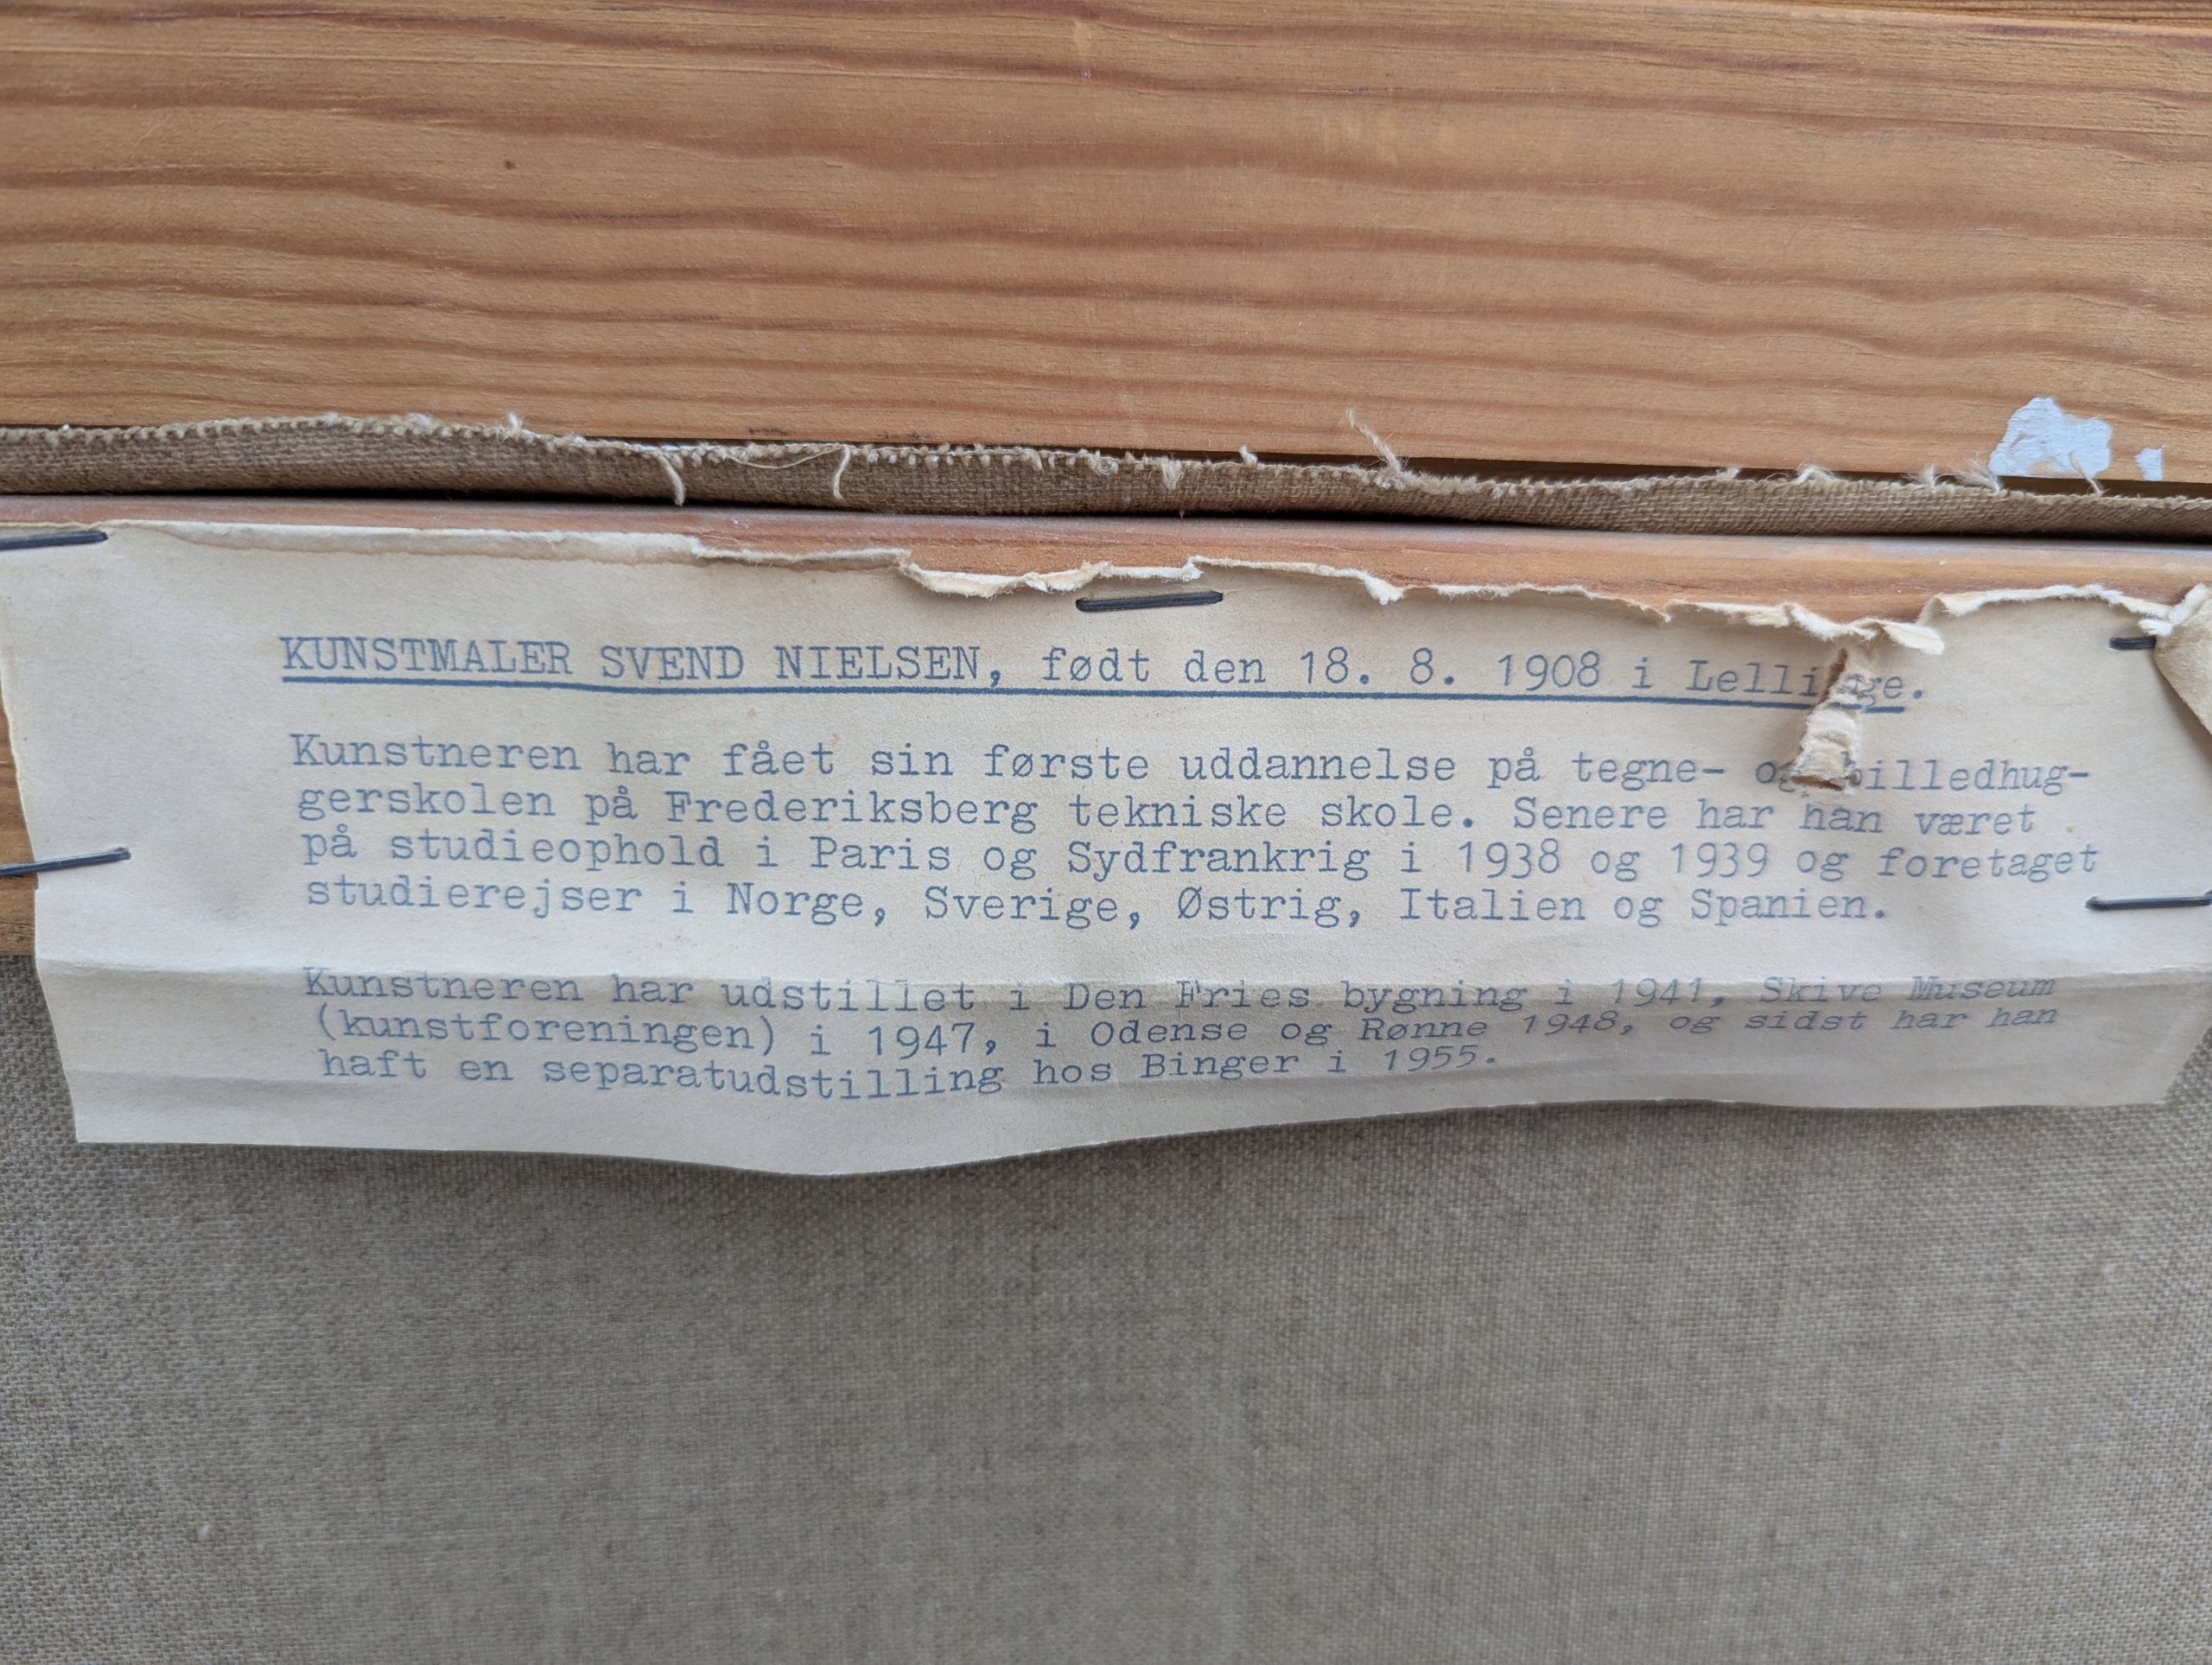 KUNSTMALER SVEND NIELSEN, født den 18. 8. 1908 i Lellinge.
Kunstneren har fået sin første uddannelse på tegne- og billedhug-
gerskolen på Frederiksberg tekniske skole. Senere har han været
på studieophold i Paris og Sydfrankrig i 1938 og 1939 og foretaget
studierejser i Norge, Sverige, Østrig, Italien og Spanien.
Kunstneren har udstillet i Den Fries bygning i 1941, Skive Museum
(kunstforeningen) i 1947, i Odense og Rønne 1948, og sidst har han
haft en separatudstilling hos Binger i 1955.